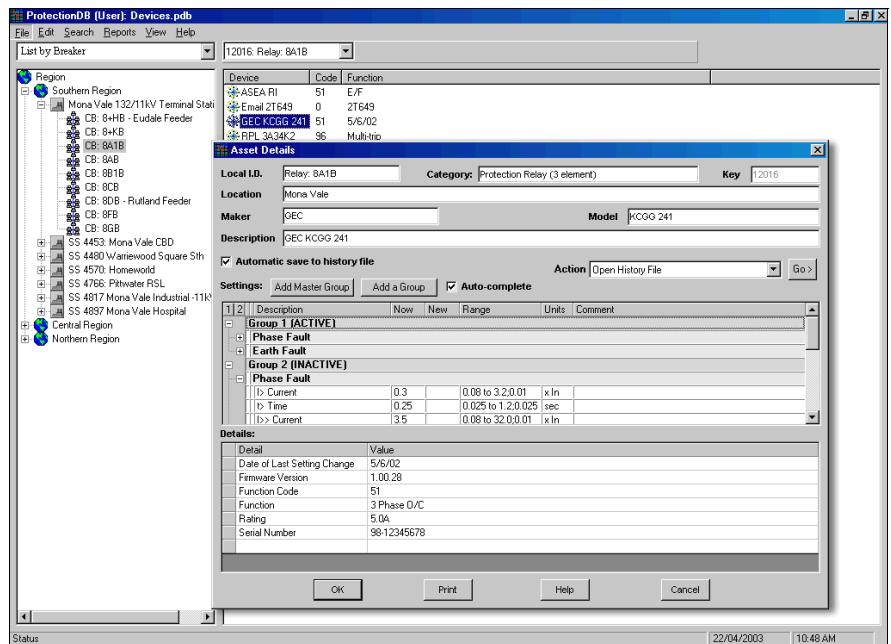 ProtectionDB (User): Devices.pdb
File Edit Search Reports View Help
List by Breaker
12016: Relay: 8A1B
Region
Southern Region
Mona Vale 132/11kV Terminal Stati
CB: 8+HB - Eudale Feeder
CB: 8+KB
CB: 8A1B
CB: 8AB
CB: 8B1B
CB: 8CB
CB: 8DB - Rutland Feeder
CB: 8FB
CB: 8GB
SS 4453: Mona Vale CBD
SS 4480 Warriewood Square Sth
SS 4570: Homeworld
SS 4766: Pittwater RSL
SS 4817 Mona Vale Industrial -11k
SS 4897 Mona Vale Hospital
Central Region
Northern Region
Device Code Function
ASEA RI 51 E/F
Email 2T649 0 2T649
GEC KCGG 241 51 5/6/02
RPL 3A34K2 96 Multi-trip
Asset Details
Local I.D. Relay: 8A1B Category: Protection Relay (3 element) Key 12016
Location Mona Vale
Maker GEC Model KCGG 241
Description GEC KCGG 241
Automatic save to history file
Action Open History File Go >
Settings: Add Master Group Add a Group Auto-complete
1 2 Description Now New Range Units Comment
Group 1 (ACTIVE)
Phase Fault
Earth Fault
Group 2 (INACTIVE)
Phase Fault
I> Current 0.3 0.08 to 3.2;0.01 x In
t> Time 0.25 0.025 to 1.2;0.025 sec
I>> Current 3.5 0.08 to 32.0;0.01 x In
Details:
Detail Value
Date of Last Setting Change 5/6/02
Firmware Version 1.00.28
Function Code 51
Function 3 Phase O/C
Rating 5.0A
Serial Number 98-12345678
OK Print Help Cancel
Status 22/04/2003 10:48 AM